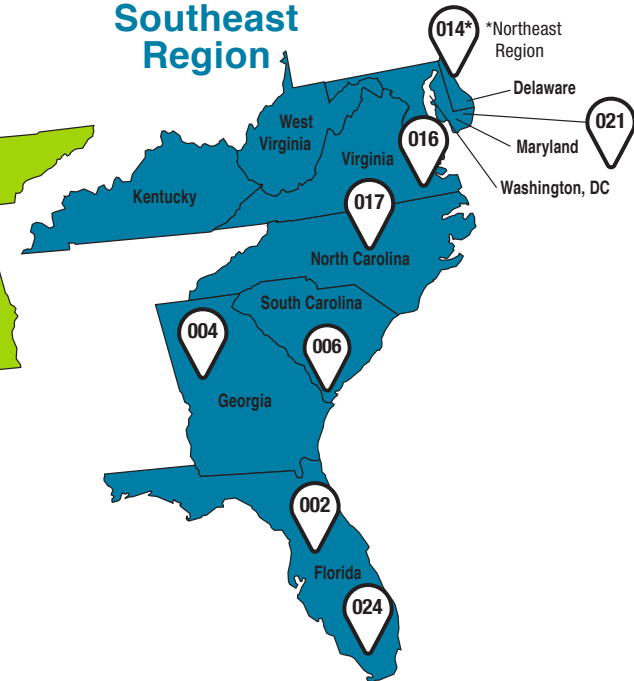 Southeast
Region
014*
*Northeast
Region
Delaware
021
West
Virginia
016
Maryland
Virginia
Washington, DC
Kentucky
017
North Carolina
South Carolina
004
006
Georgia
002
Florida
024